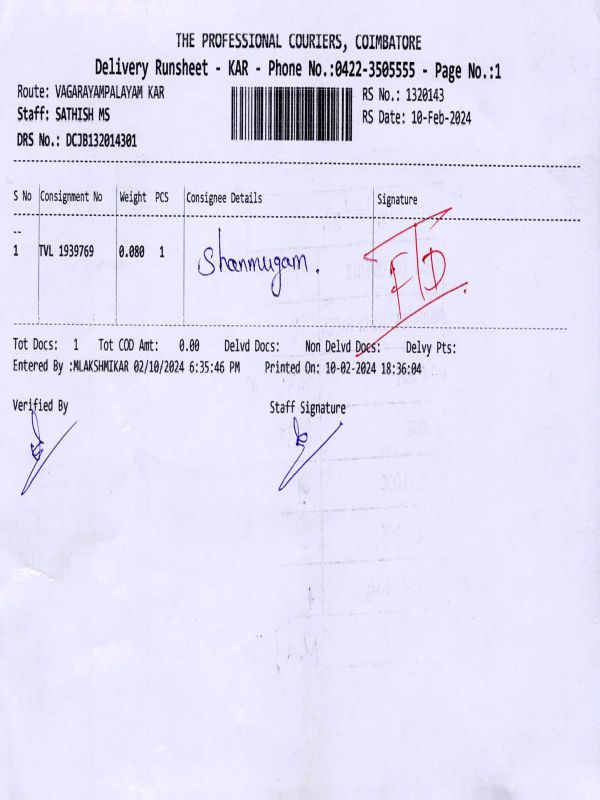 THE PROFESSIONAL COURIERS, COIMBATORE
Delivery Runsheet - KAR - Phone No.:0422-3505555 - Page No.:1
Route: VAGARAYAMPALAYAM KAR
RS No.: 1320143
Staff: SATHISH MS
RS Date: 10-Feb-2024
DRS No.: DCJB132014301
S No Consignment No Weight PCS Consignee Details Signature
--
1 TVL 1939769 0.080 1 Shanmugam. F/D
Tot Docs: 1 Tot COD Amt: 0.00 Delvd Docs: Non Delvd Docs: Delvy Pts:
Entered By :MLAKSHMIKAR 02/10/2024 6:35:46 PM Printed On: 10-02-2024 18:36:04
Verified By Staff Signature